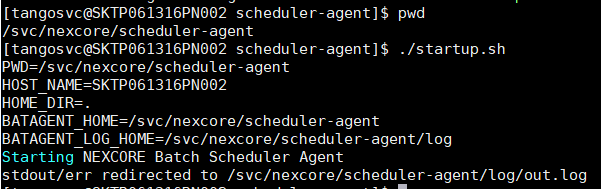 [tangosvc@SKTP061316PN002 scheduler-agent]$ pwd
/svc/nexcore/scheduler-agent
[tangosvc@SKTP061316PN002 scheduler-agent]$ ./startup.sh
PWD=/svc/nexcore/scheduler-agent
HOST_NAME=SKTP061316PN002
HOME_DIR=.
BATAGENT_HOME=/svc/nexcore/scheduler-agent
BATAGENT_LOG_HOME=/svc/nexcore/scheduler-agent/log
Starting NEXCORE Batch Scheduler Agent
stdout/err redirected to /svc/nexcore/scheduler-agent/log/out.log
[tangosvc@SKTP061316PN002 scheduler-agent]$